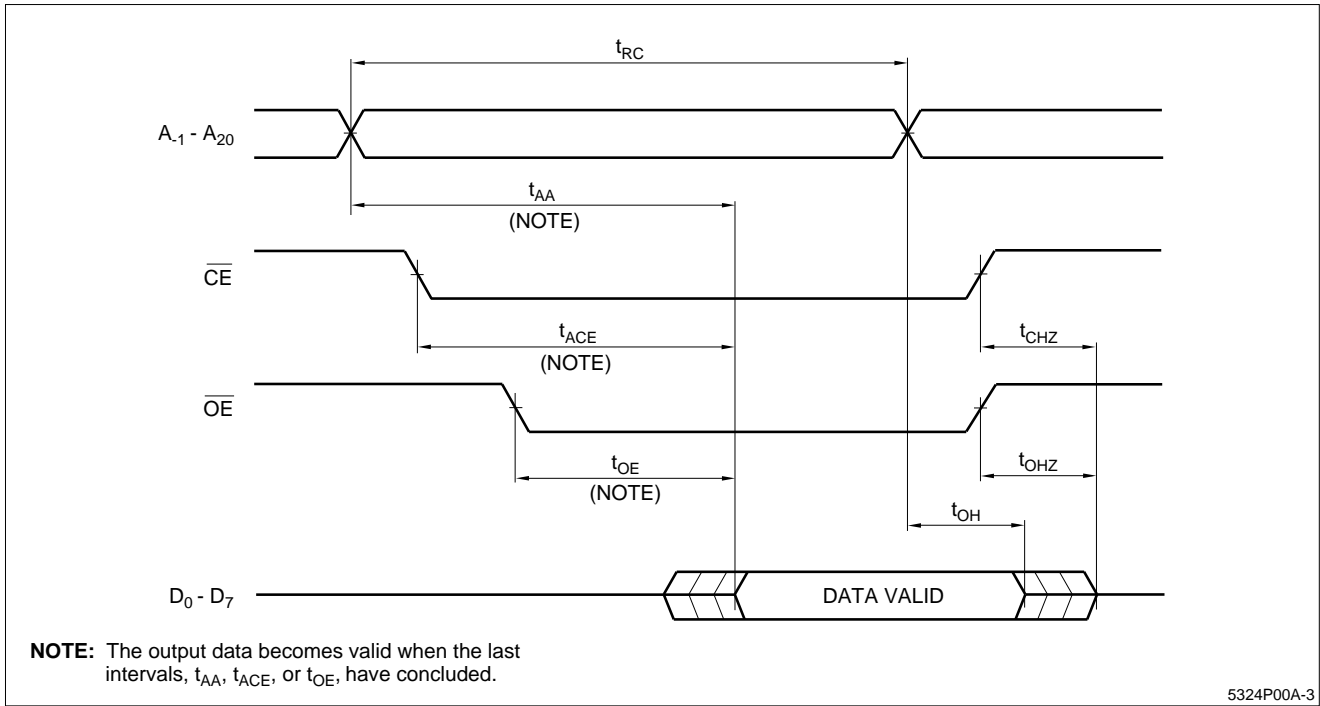 tRC
A-1 - A20
tAA
(NOTE)
CE
tACE
(NOTE)
tCHZ
OE
tOE
(NOTE)
tOHZ
tOH
D0 - D7
DATA VALID
NOTE: The output data becomes valid when the last
intervals, tAA, tACE, or tOE, have concluded.
5324P00A-3